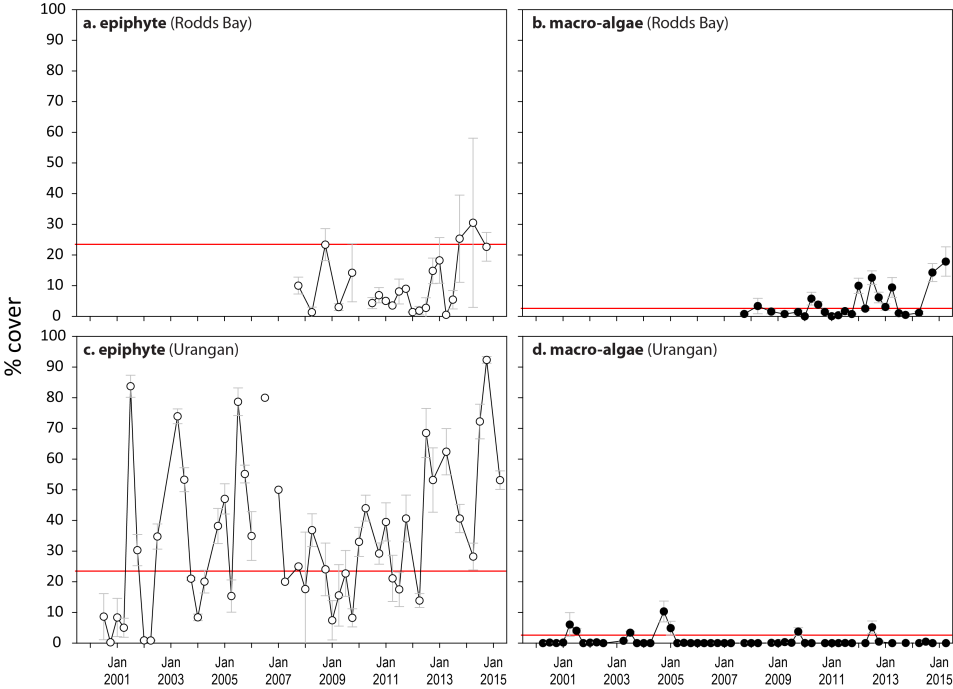 a. epiphyte (Rodds Bay)
b. macro-algae (Rodds Bay)
100
90
80
70
60
50
40
30
20
10
0
% cover
c. epiphyte (Urangan)
d. macro-algae (Urangan)
100
90
80
70
60
50
40
30
20
10
0
Jan Jan Jan Jan Jan Jan Jan Jan
2001 2003 2005 2007 2009 2011 2013 2015
Jan Jan Jan Jan Jan Jan Jan Jan
2001 2003 2005 2007 2009 2011 2013 2015